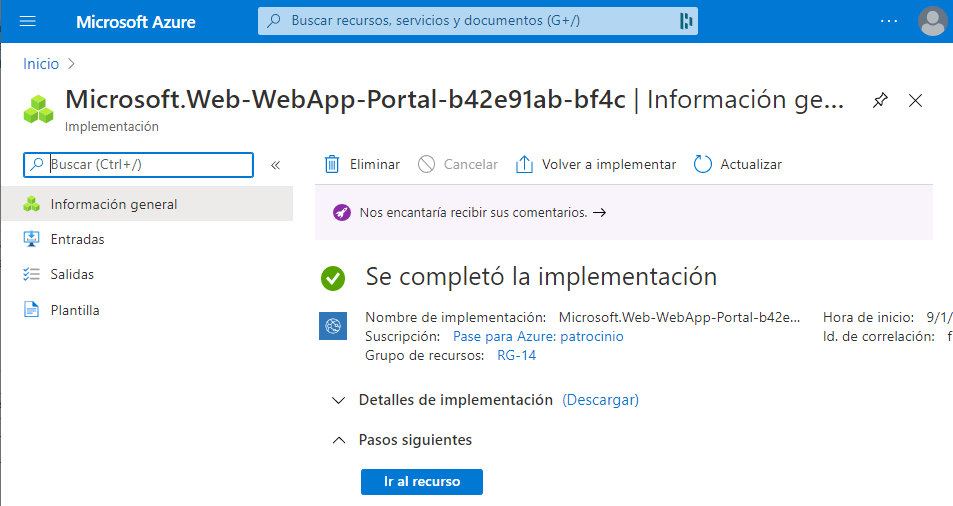 Microsoft Azure
Buscar recursos, servicios y documentos (G+/)
...
Inicio >
Microsoft.Web-WebApp-Portal-b42e91ab-bf4c | Información ge...
Implementación
Buscar (Ctrl+/)
«
Eliminar
Cancelar
Volver a implementar
Actualizar
Información general
Entradas
Salidas
Plantilla
Nos encantaría recibir sus comentarios. →
Se completó la implementación
Nombre de implementación: Microsoft.Web-WebApp-Portal-b42e...
Hora de inicio: 9/1/
Suscripción: Pase para Azure: patrocinio
Id. de correlación: f
Grupo de recursos: RG-14
Detalles de implementación (Descargar)
Pasos siguientes
Ir al recurso